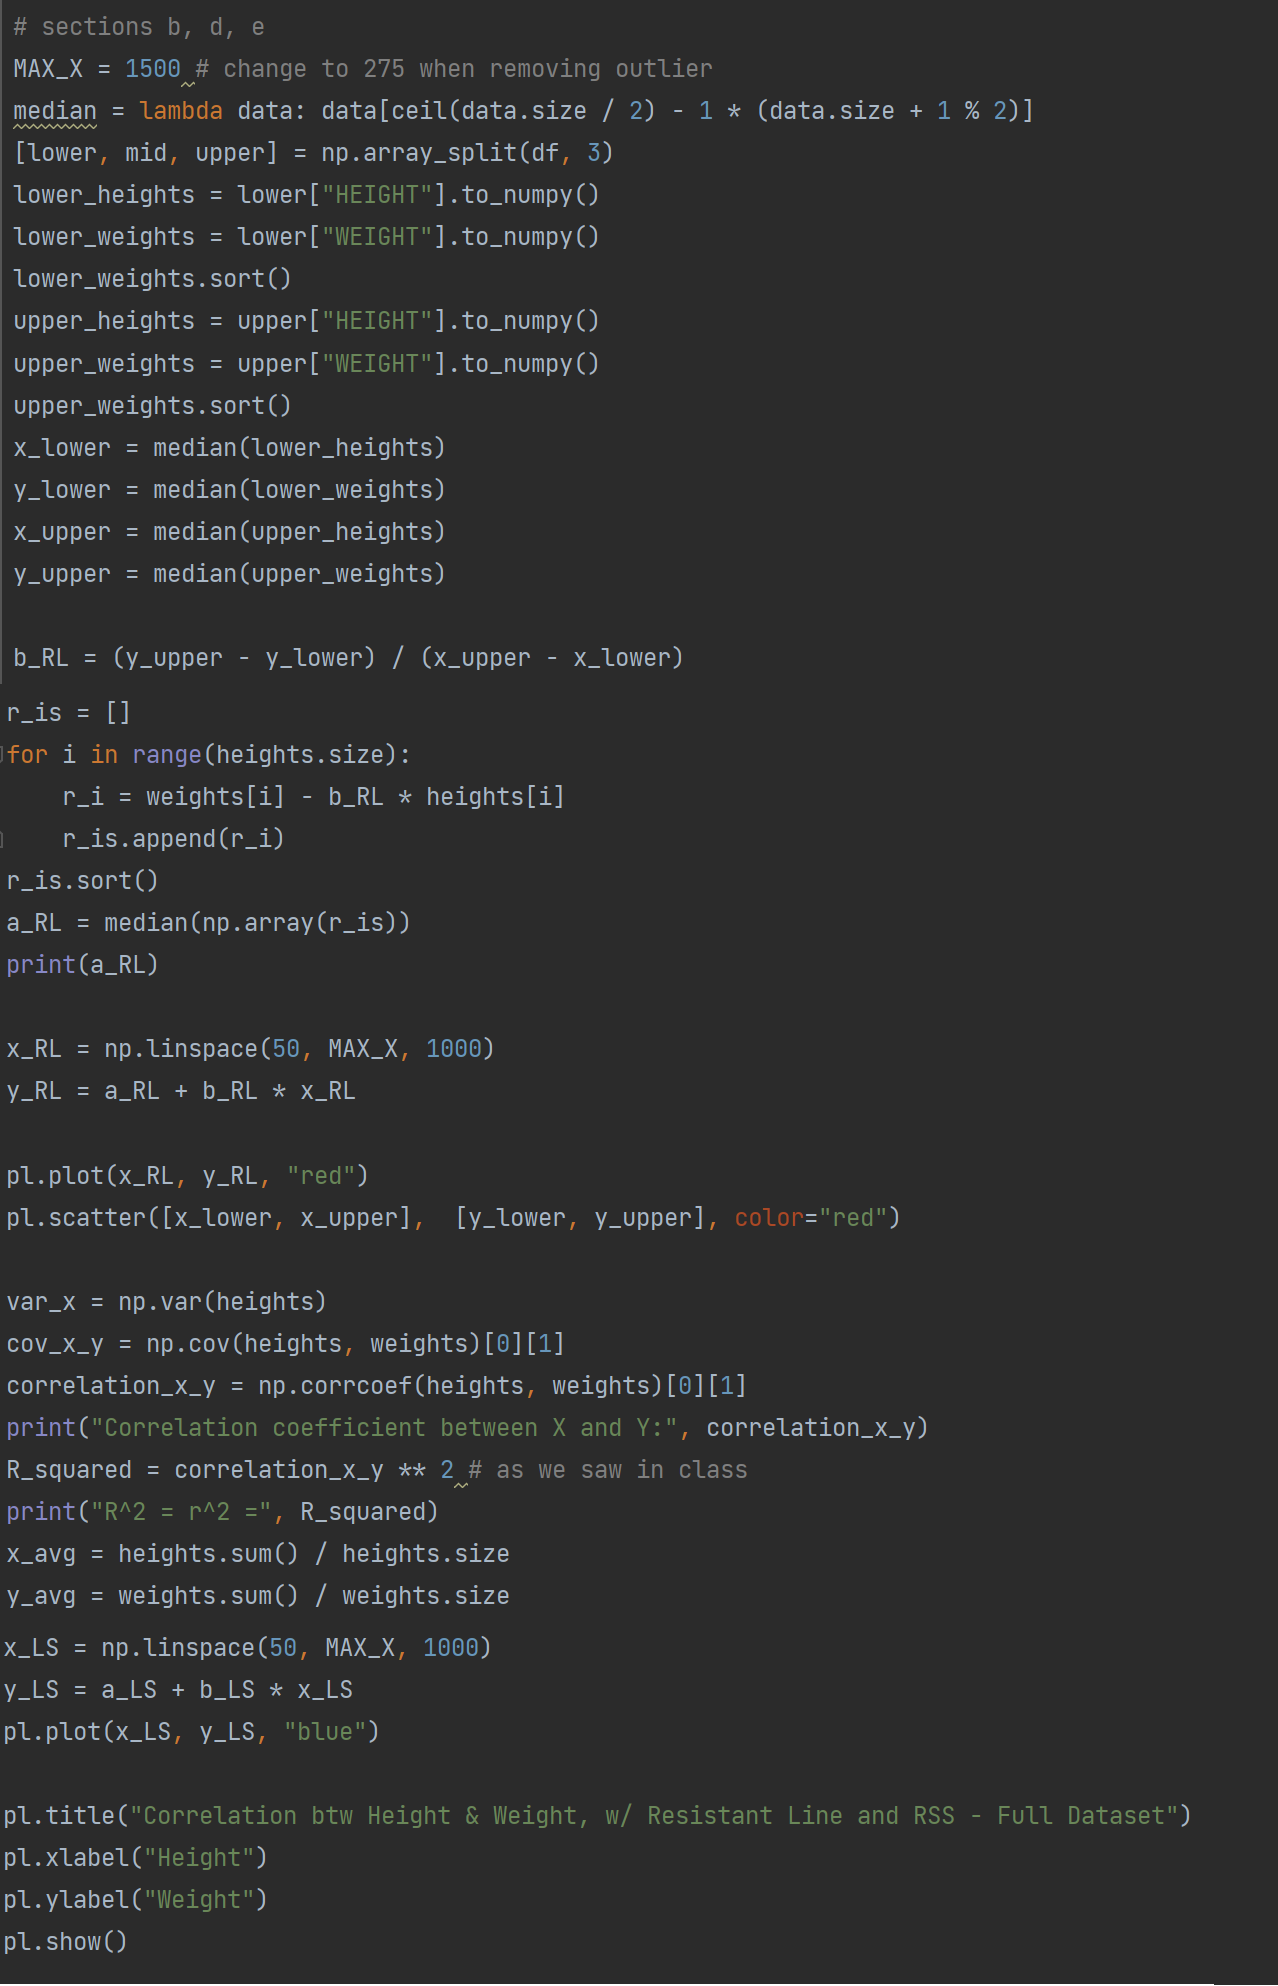 # sections b, d, e
MAX_X = 1500 # change to 275 when removing outlier
median = lambda data: data[ceil(data.size / 2) - 1 * (data.size + 1 % 2)]
[lower, mid, upper] = np.array_split(df, 3)
lower_heights = lower["HEIGHT"].to_numpy()
lower_weights = lower["WEIGHT"].to_numpy()
lower_weights.sort()
upper_heights = upper["HEIGHT"].to_numpy()
upper_weights = upper["WEIGHT"].to_numpy()
upper_weights.sort()
x_lower = median(lower_heights)
y_lower = median(lower_weights)
x_upper = median(upper_heights)
y_upper = median(upper_weights)

b_RL = (y_upper - y_lower) / (x_upper - x_lower)
r_is = []
for i in range(heights.size):
    r_i = weights[i] - b_RL * heights[i]
    r_is.append(r_i)
r_is.sort()
a_RL = median(np.array(r_is))
print(a_RL)

x_RL = np.linspace(50, MAX_X, 1000)
y_RL = a_RL + b_RL * x_RL

pl.plot(x_RL, y_RL, "red")
pl.scatter([x_lower, x_upper],  [y_lower, y_upper], color="red")

var_x = np.var(heights)
cov_x_y = np.cov(heights, weights)[0][1]
correlation_x_y = np.corrcoef(heights, weights)[0][1]
print("Correlation coefficient between X and Y:", correlation_x_y)
R_squared = correlation_x_y ** 2 # as we saw in class
print("R^2 = r^2 =", R_squared)
x_avg = heights.sum() / heights.size
y_avg = weights.sum() / weights.size
x_LS = np.linspace(50, MAX_X, 1000)
y_LS = a_LS + b_LS * x_LS
pl.plot(x_LS, y_LS, "blue")

pl.title("Correlation btw Height & Weight, w/ Resistant Line and RSS - Full Dataset")
pl.xlabel("Height")
pl.ylabel("Weight")
pl.show()